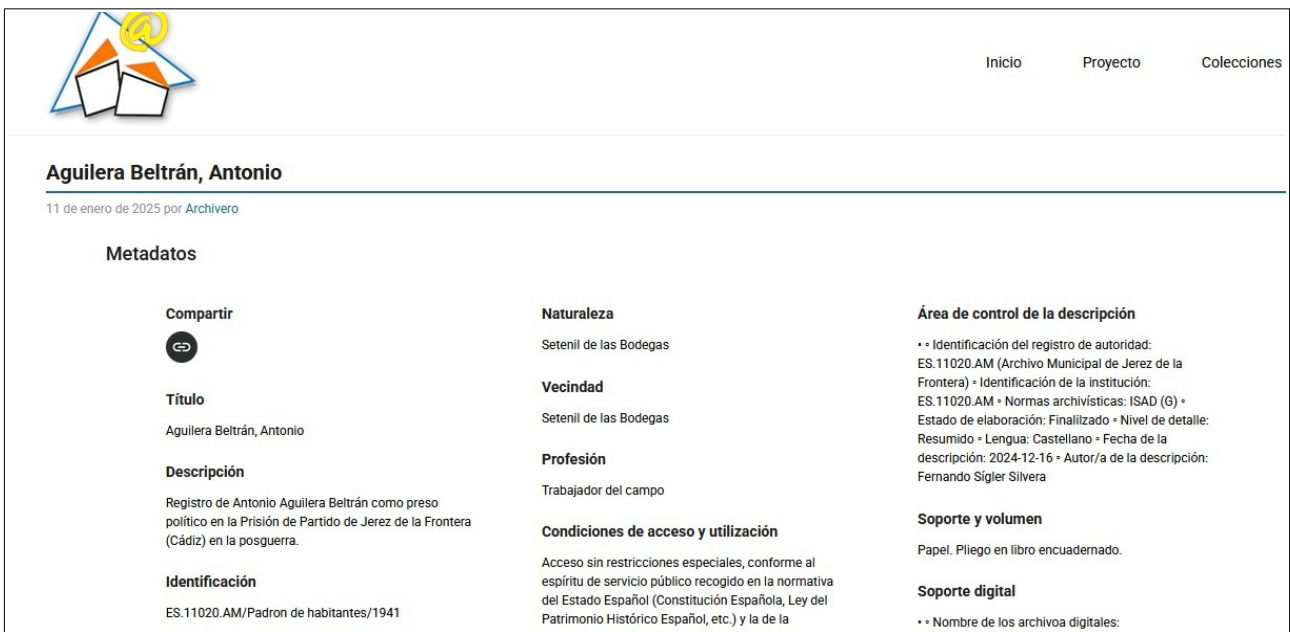 @
Inicio Proyecto Colecciones
Aguilera Beltrán, Antonio
11 de enero de 2025 por Archivero
Metadatos
Compartir
Título
Aguilera Beltrán, Antonio
Descripción
Registro de Antonio Aguilera Beltrán como preso
político en la Prisión de Partido de Jerez de la Frontera
(Cádiz) en la posguerra.
Identificación
ES.11020.AM/Padron de habitantes/1941
Naturaleza
Setenil de las Bodegas
Vecindad
Setenil de las Bodegas
Profesión
Trabajador del campo
Condiciones de acceso y utilización
Acceso sin restricciones especiales, conforme al
espíritu de servicio público recogido en la normativa
del Estado Español (Constitución Española, Ley del
Patrimonio Histórico Español, etc.) y la de la
Área de control de la descripción
• ▫ Identificación del registro de autoridad:
ES.11020.AM (Archivo Municipal de Jerez de la
Frontera) ▫ Identificación de la institución:
ES.11020.AM ▫ Normas archivísticas: ISAD (G) ▫
Estado de elaboración: Finalilzado ▫ Nivel de detalle:
Resumido ▫ Lengua: Castellano ▫ Fecha de la
descripción: 2024-12-16 ▫ Autor/a de la descripción:
Fernando Sígler Silvera
Soporte y volumen
Papel. Pliego en libro encuadernado.
Soporte digital
• ▫ Nombre de los archivoa digitales: